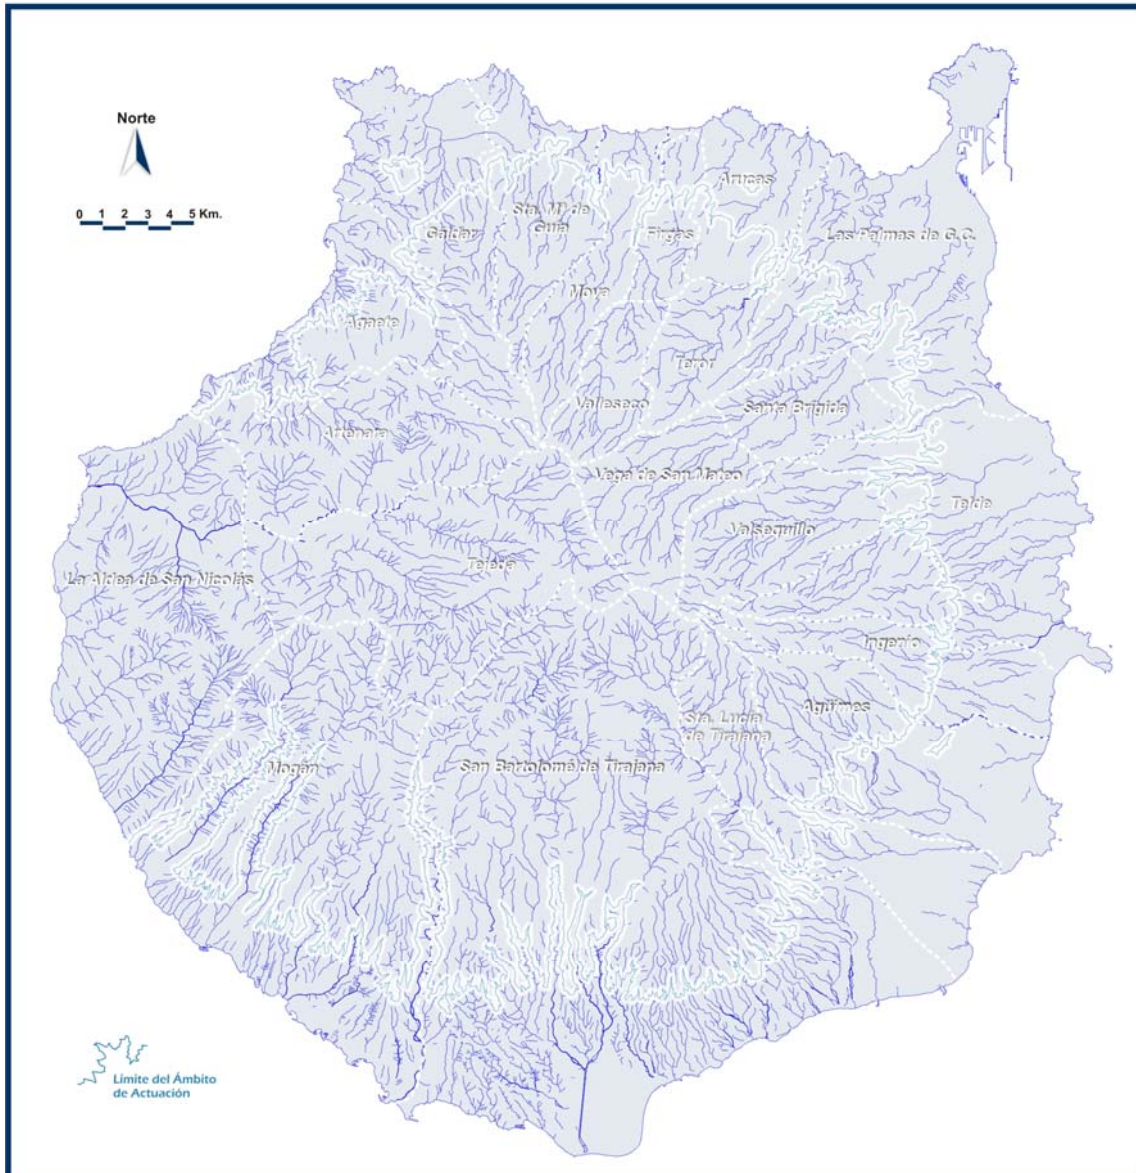 Norte
0 1 2 3 4 5 Km.
Arucas
Sta. Mª de
Guía
Gáldar
Firgas
Las Palmas de G.C.
Moya
Agaete
Teror
Valleseco
Santa Brígida
Artenara
Vega de San Mateo
Telde
Valsequillo
Tejeda
La Aldea de San Nicolás
Ingenio
Agüimes
Sta. Lucía
de Tirajana
Mogán
San Bartolomé de Tirajana
Límite del Ámbito
de Actuación